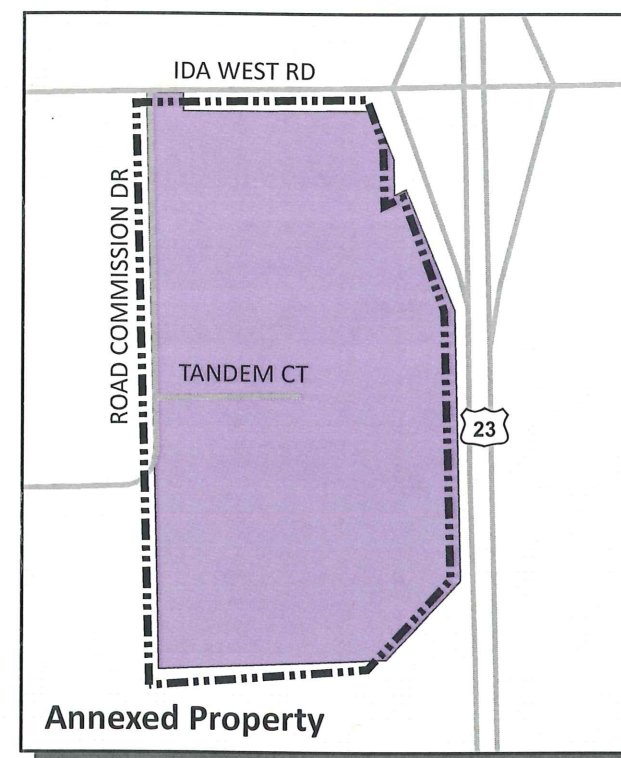 IDA WEST RD
ROAD COMMISSION DR
TANDEM CT
23
Annexed Property